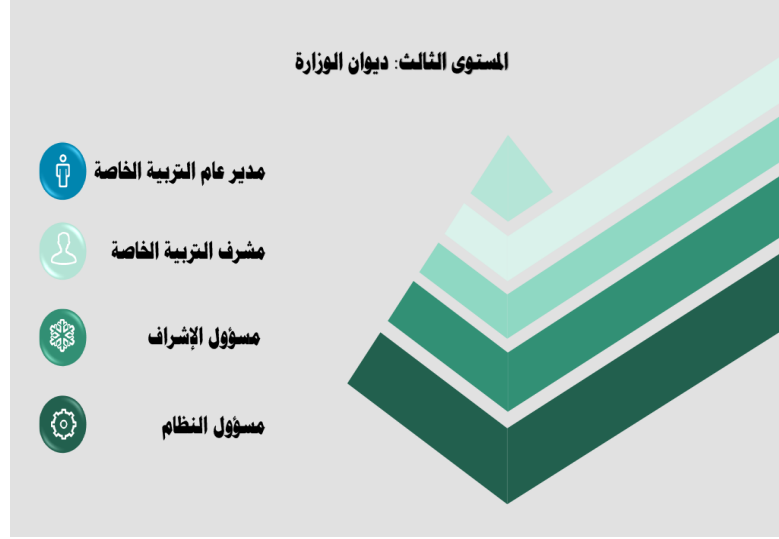 المستوى الثالث: ديوان الوزارة
مدير عام التربية الخاصة
مشرف التربية الخاصة
مسؤول الإشراف
مسؤول النظام